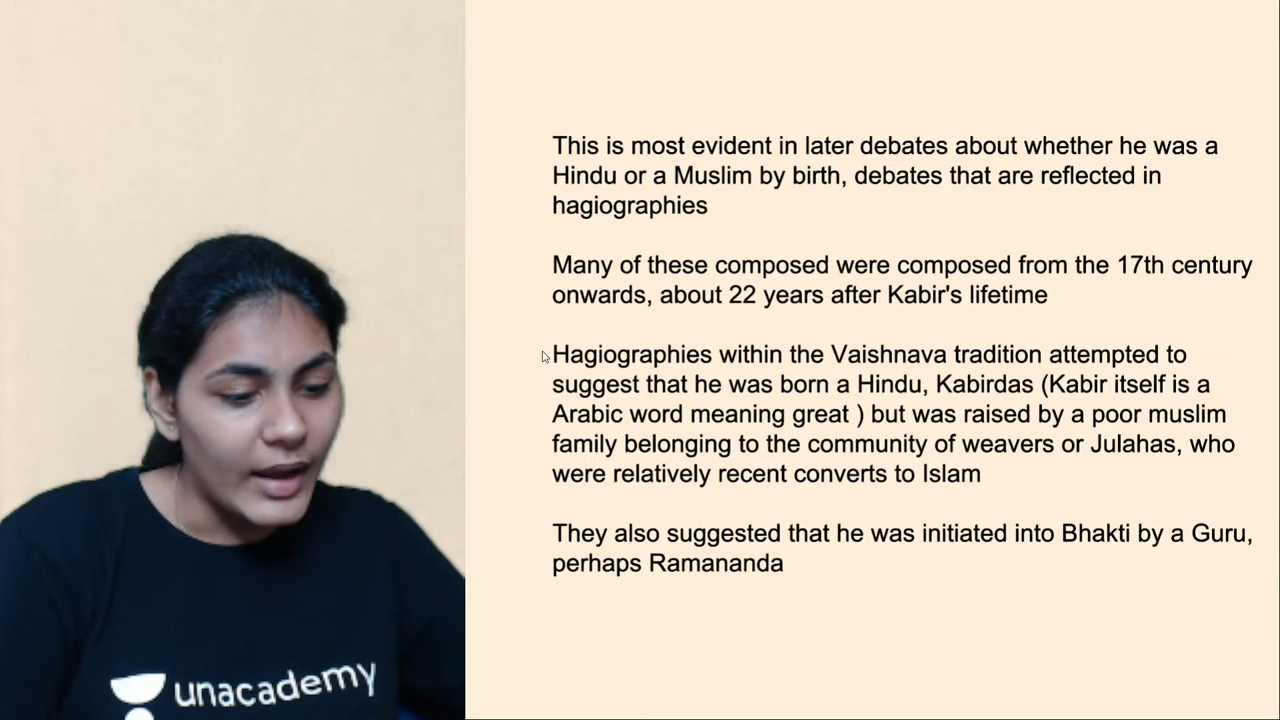 This is most evident in later debates about whether he was a
Hindu or a Muslim by birth, debates that are reflected in
hagiographies
Many of these composed were composed from the 17th century
onwards, about 22 years after Kabir's lifetime
Hagiographies within the Vaishnava tradition attempted to
suggest that he was born a Hindu, Kabirdas (Kabir itself is a
Arabic word meaning great ) but was raised by a poor muslim
family belonging to the community of weavers or Julahas, who
were relatively recent converts to Islam
They also suggested that he was initiated into Bhakti by a Guru,
perhaps Ramananda
unacademy